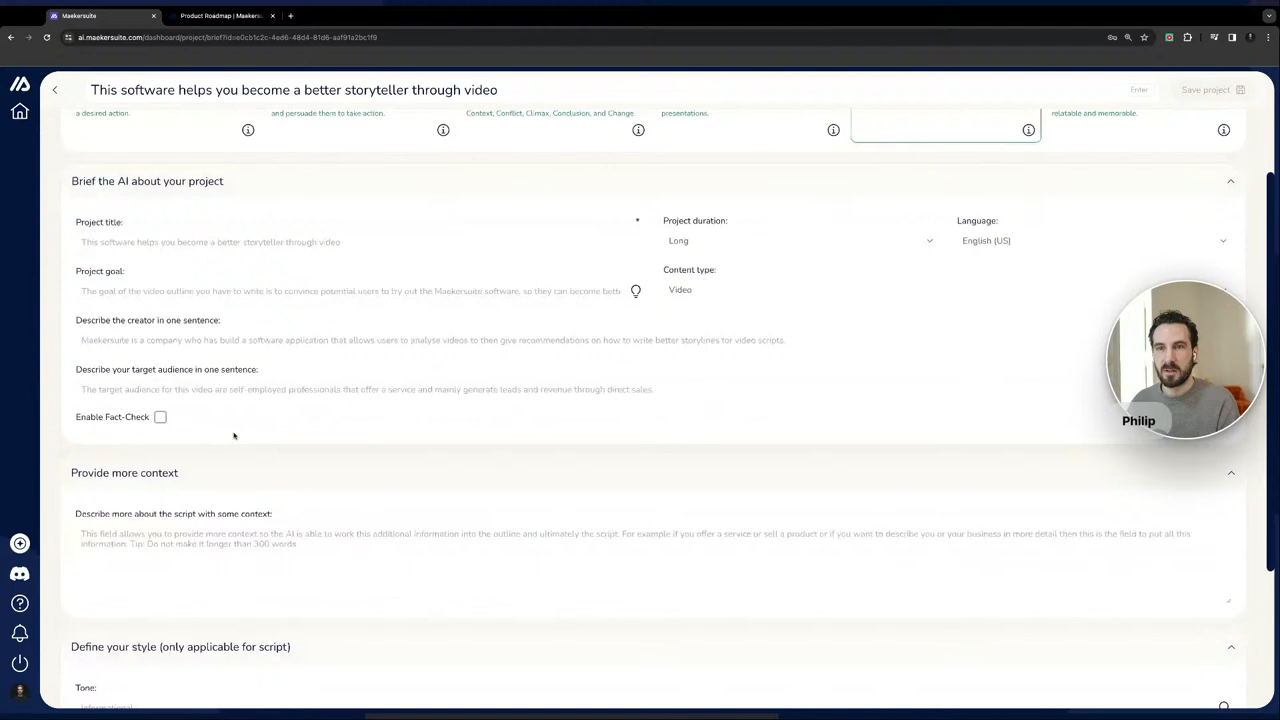 Maekersuite
Product Roadmap | Maekersu
ai.maekersuite.com/dashboard/project/brief?id=e0cb1c2c-4ed6-48d4-81d6-aaf91a2bc1f9
This software helps you become a better storyteller through video
Enter
Save project
a desired action.
and persuade them to take action.
Context, Conflict, Climax, Conclusion, and Change.
presentations.
relatable and memorable.
Brief the AI about your project
Project title:
*
Project duration:
Language:
This software helps you become a better storyteller through video
Long
English (US)
Project goal:
Content type:
The goal of the video outline you have to write is to convince potential users to try out the Maekersuite software, so they can become bett
Video
Describe the creator in one sentence:
Maekersuite is a company who has build a software application that allows users to analyse videos to then give recommendations on how to write better storylines for video scripts.
Describe your target audience in one sentence:
The target audience for this video are self-employed professionals that offer a service and mainly generate leads and revenue through direct sales.
Enable Fact-Check
Philip
Provide more context
Describe more about the script with some context:
This field allows you to provide more context so the AI is able to work this additional information into the outline and ultimately the script. For example if you offer a service or sell a product or if you want to describe you or your business in more detail then this is the field to put all this
information. Tip: Do not make it longer than 300 words
Define your style (only applicable for script)
Tone:
Informational